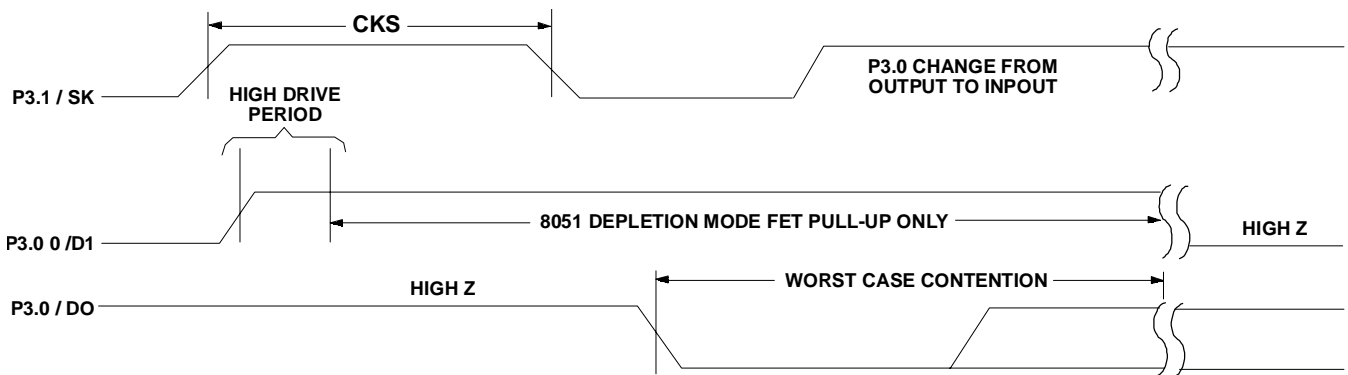 CKS
P3.1 / SK
HIGH DRIVE
PERIOD
P3.0 CHANGE FROM
OUTPUT TO INPOUT
P3.0 0 /D1
8051 DEPLETION MODE FET PULL-UP ONLY
HIGH Z
P3.0 / DO
HIGH Z
WORST CASE CONTENTION